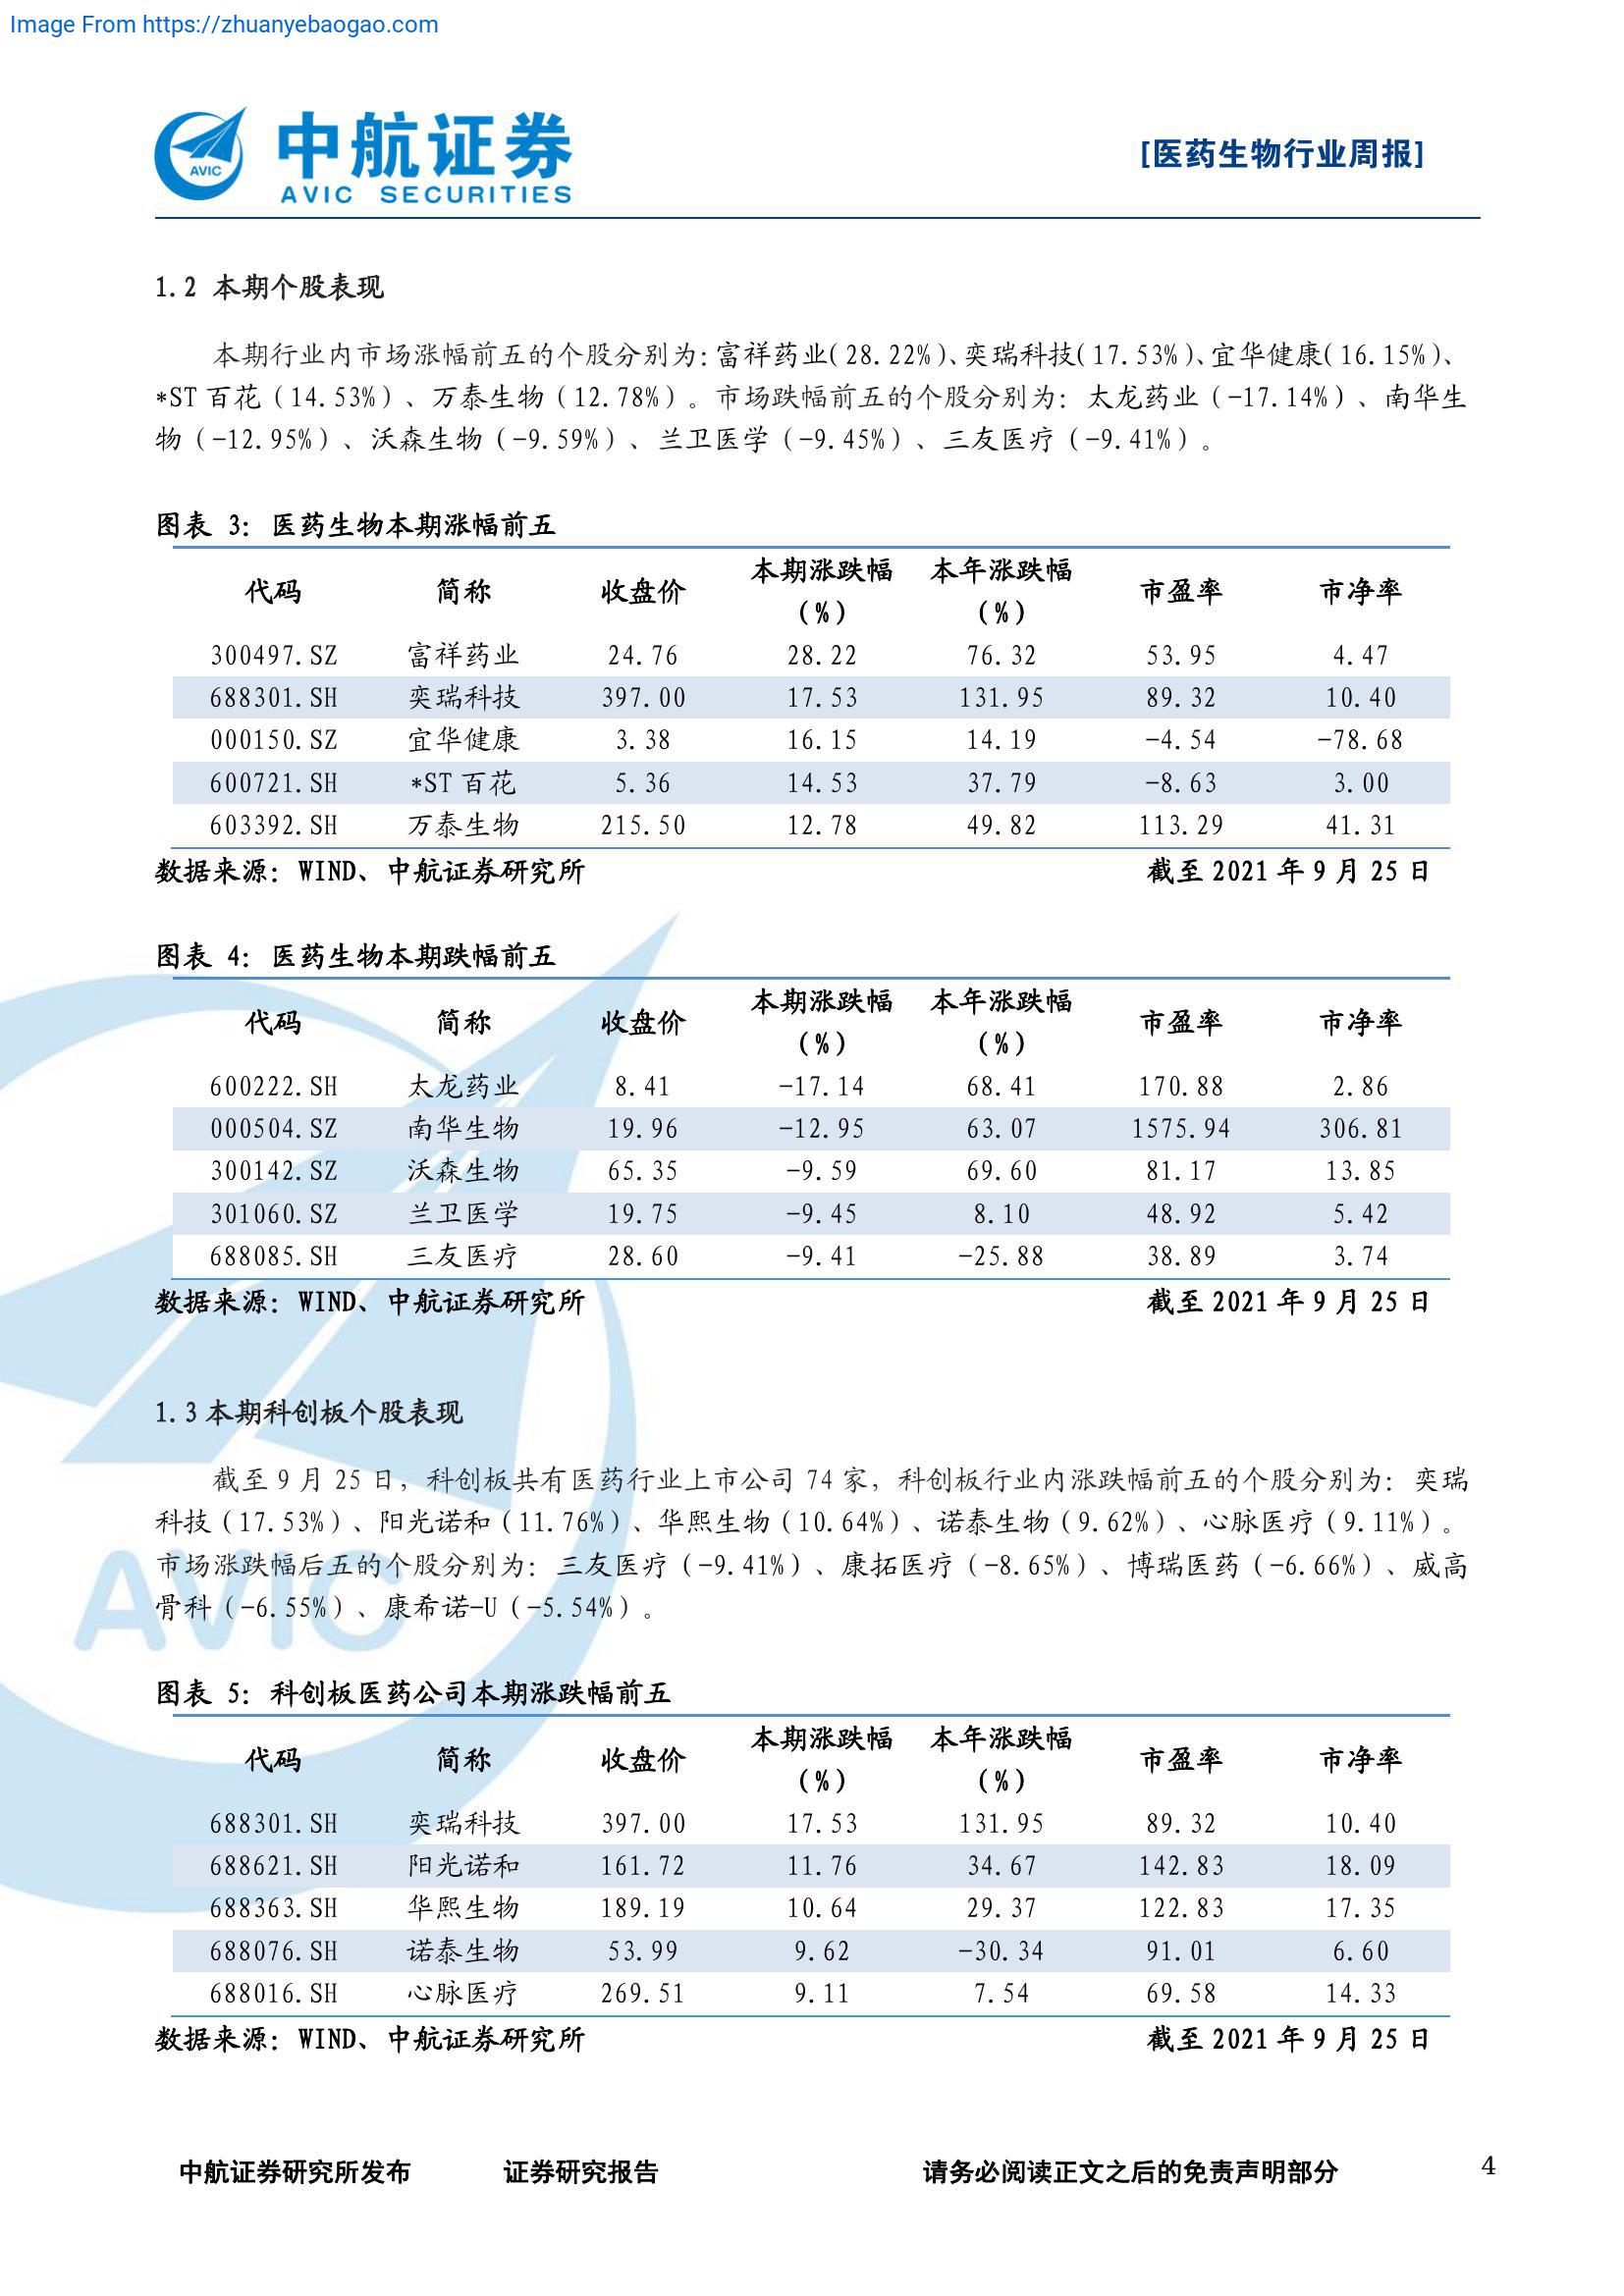 Image From https://zhuanyebaogao.com
AVIC
中航证券
AVIC SECURITIES
[医药生物行业周报]
1.2 本期个股表现
本期行业内市场涨幅前五的个股分别为:富祥药业(28.22%)、奕瑞科技(17.53%)、宜华健康(16.15%)、
*ST 百花（14.53%）、万泰生物（12.78%）。市场跌幅前五的个股分别为：太龙药业（-17.14%）、南华生
物（-12.95%）、沃森生物（-9.59%）、兰卫医学（-9.45%）、三友医疗（-9.41%）。
图表 3: 医药生物本期涨幅前五
代码 简称 收盘价 本期涨跌幅 本年涨跌幅 市盈率 市净率
(%) (%)
300497.SZ 富祥药业 24.76 28.22 76.32 53.95 4.47
688301.SH 奕瑞科技 397.00 17.53 131.95 89.32 10.40
000150.SZ 宜华健康 3.38 16.15 14.19 -4.54 -78.68
600721.SH *ST 百花 5.36 14.53 37.79 -8.63 3.00
603392.SH 万泰生物 215.50 12.78 49.82 113.29 41.31
数据来源：WIND、中航证券研究所 截至 2021 年 9 月 25 日
图表 4: 医药生物本期跌幅前五
代码 简称 收盘价 本期涨跌幅 本年涨跌幅 市盈率 市净率
(%) (%)
600222.SH 太龙药业 8.41 -17.14 68.41 170.88 2.86
000504.SZ 南华生物 19.96 -12.95 63.07 1575.94 306.81
300142.SZ 沃森生物 65.35 -9.59 69.60 81.17 13.85
301060.SZ 兰卫医学 19.75 -9.45 8.10 48.92 5.42
688085.SH 三友医疗 28.60 -9.41 -25.88 38.89 3.74
数据来源：WIND、中航证券研究所 截至 2021 年 9 月 25 日
1.3 本期科创板个股表现
截至 9 月 25 日，科创板共有医药行业上市公司 74 家，科创板行业内涨跌幅前五的个股分别为：奕瑞
科技（17.53%）、阳光诺和（11.76%）、华熙生物（10.64%）、诺泰生物（9.62%）、心脉医疗（9.11%）。
市场涨跌幅后五的个股分别为：三友医疗（-9.41%）、康拓医疗（-8.65%）、博瑞医药（-6.66%）、威高
骨科（-6.55%）、康希诺-U（-5.54%）。
AVIC
图表 5: 科创板医药公司本期涨跌幅前五
代码 简称 收盘价 本期涨跌幅 本年涨跌幅 市盈率 市净率
(%) (%)
688301.SH 奕瑞科技 397.00 17.53 131.95 89.32 10.40
688621.SH 阳光诺和 161.72 11.76 34.67 142.83 18.09
688363.SH 华熙生物 189.19 10.64 29.37 122.83 17.35
688076.SH 诺泰生物 53.99 9.62 -30.34 91.01 6.60
688016.SH 心脉医疗 269.51 9.11 7.54 69.58 14.33
数据来源：WIND、中航证券研究所 截至 2021 年 9 月 25 日
中航证券研究所发布 证券研究报告 请务必阅读正文之后的免责声明部分 4